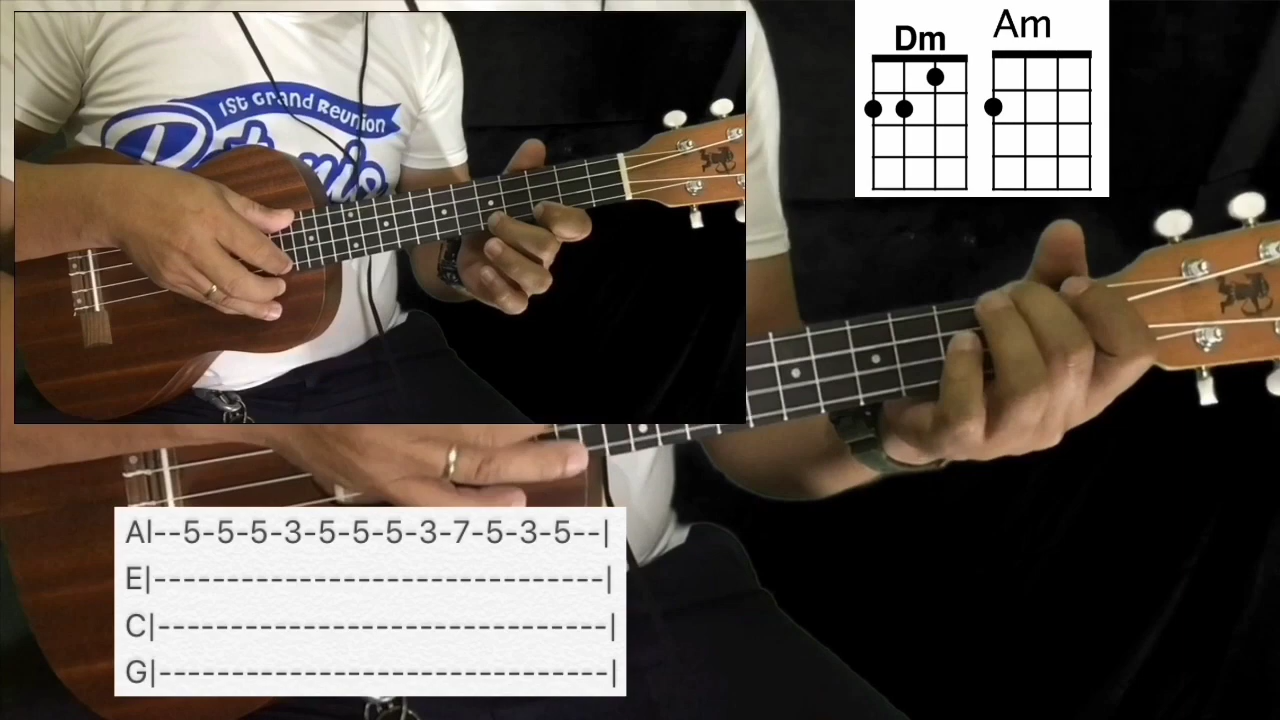 1st Grand Reunion
Dm
Am
A|--5-5-5-3-5-5-5-3-7-5-3-5--|
E|-------------------------------|
C|-------------------------------|
G|-------------------------------|